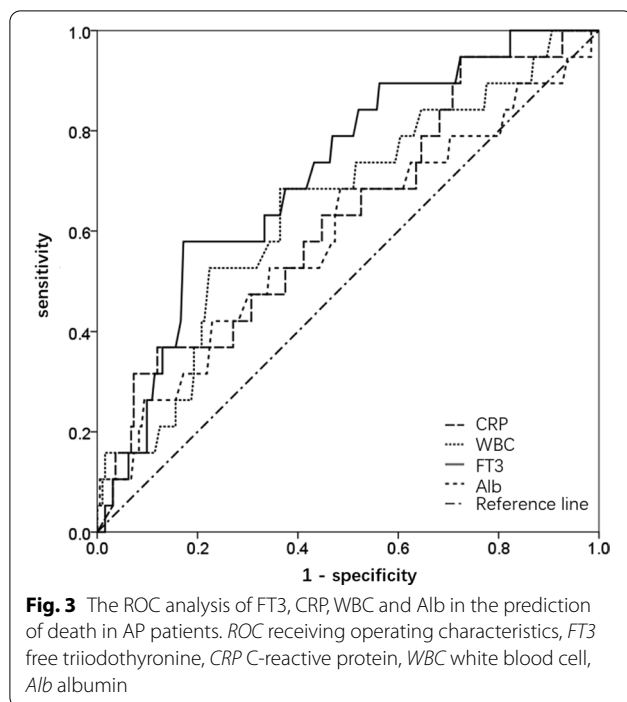 1.0
0.8
0.6
0.4
0.2
0.0
sensitivity
CRP
WBC
FT3
Alb
Reference line
0.0 0.2 0.4 0.6 0.8 1.0
1 - specificity
Fig. 3 The ROC analysis of FT3, CRP, WBC and Alb in the prediction
of death in AP patients. ROC receiving operating characteristics, FT3
free triiodothyronine, CRP C-reactive protein, WBC white blood cell,
Alb albumin